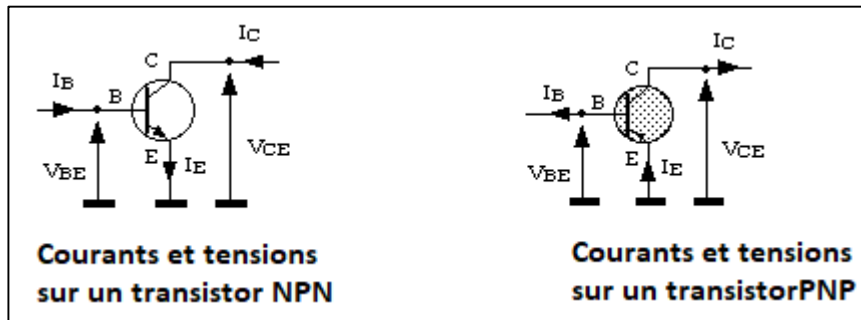 IC
C
IB
B
E
IE
VBE
VCE
Courants et tensions
sur un transistor NPN
IC
C
IB
B
E
IE
VBE
VCE
Courants et tensions
sur un transistorPNP